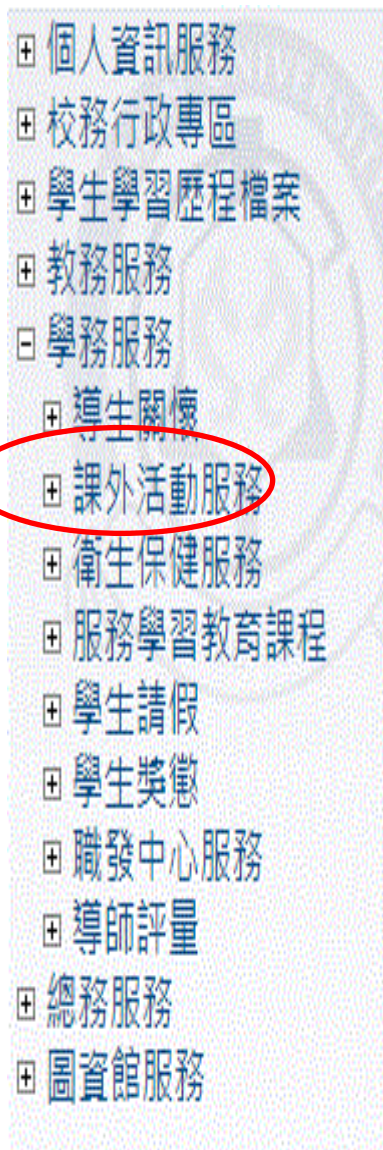 個人資訊服務
校務行政專區
學生學習歷程檔案
教務服務
學務服務
導生關懷
課外活動服務
衛生保健服務
服務學習教育課程
學生請假
學生獎懲
職發中心服務
導師評量
總務服務
圖資館服務